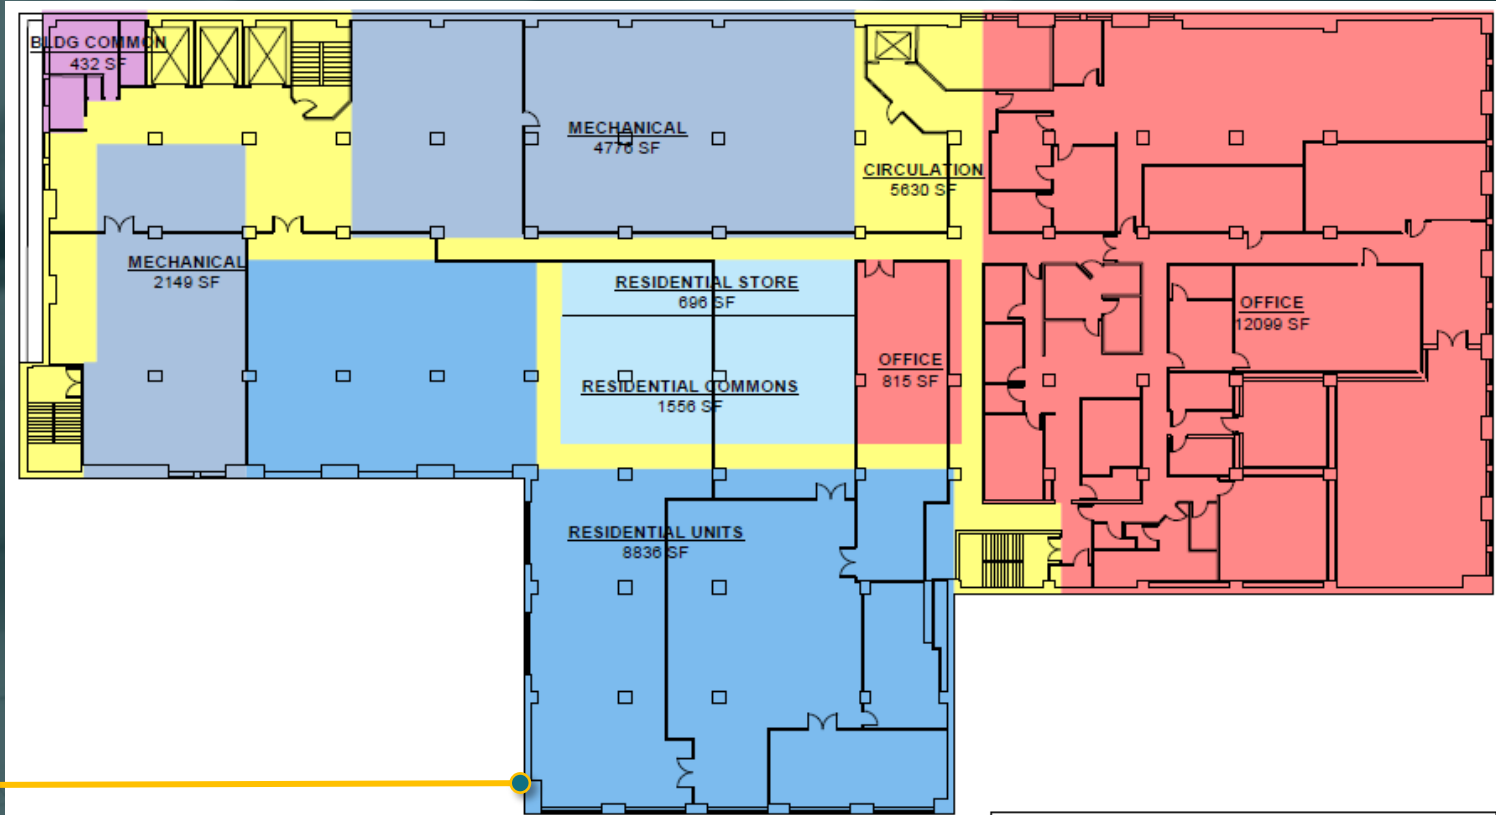 BLDG COMMON
432 SF
MECHANICAL
4776 SF
CIRCULATION
5630 SF
MECHANICAL
2149 SF
RESIDENTIAL STORE
696 SF
OFFICE
12099 SF
OFFICE
815 SF
RESIDENTIAL COMMONS
1556 SF
RESIDENTIAL UNITS
8836 SF